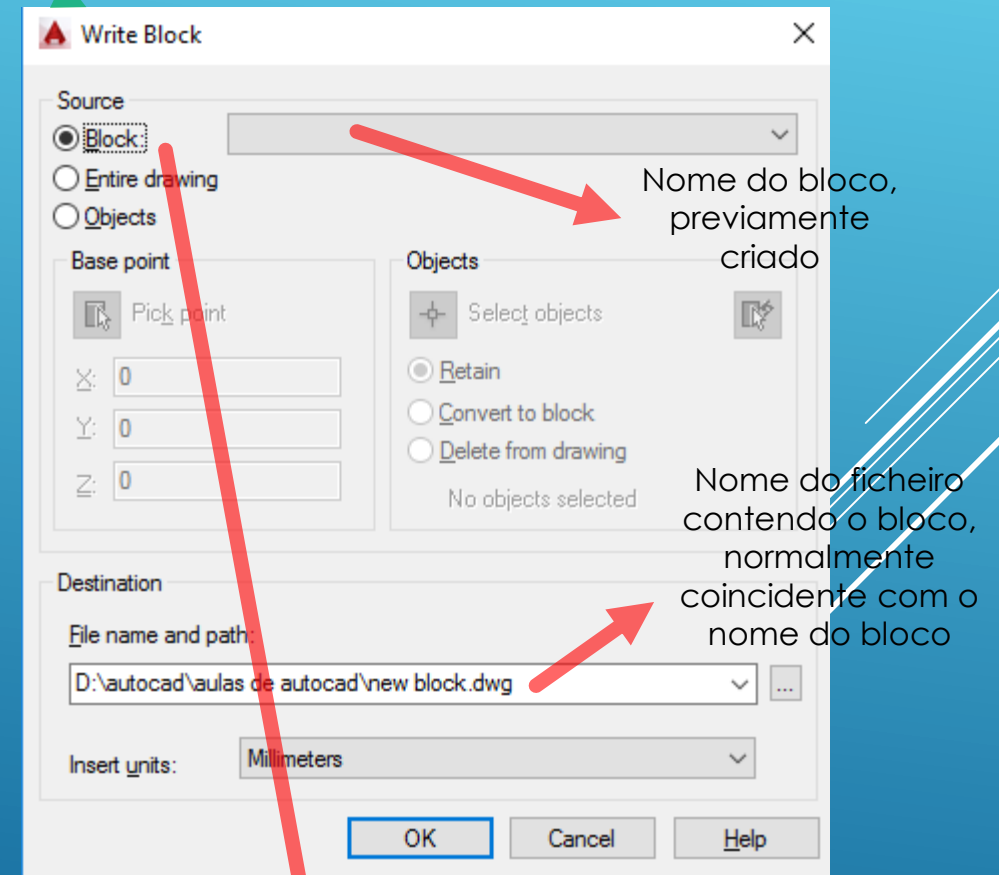 Write Block
Source
Block:
Entire drawing
Objects
Nome do bloco,
previamente
criado
Base point
Pick point
X: 0
Y: 0
Z: 0
Objects
Select objects
Retain
Convert to block
Delete from drawing
No objects selected
Nome do ficheiro
contendo o bloco,
normalmente
coincidente com o
nome do bloco
Destination
File name and path:
D:\autocad\aulas de autocad\new block.dwg
...
Insert units: Millimeters
OK Cancel Help